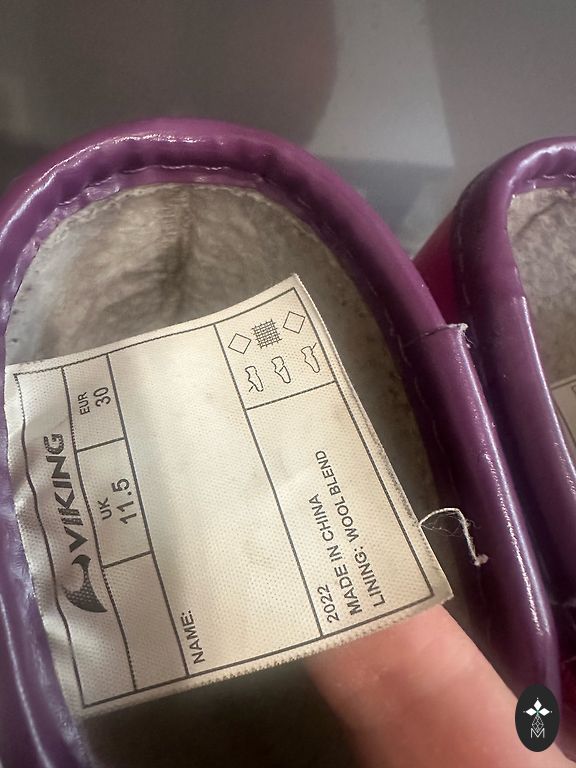 VIKING
EUR
30
UK
11.5
NAME:
2022
MADE IN CHINA
LINING: WOOL BLEND
M